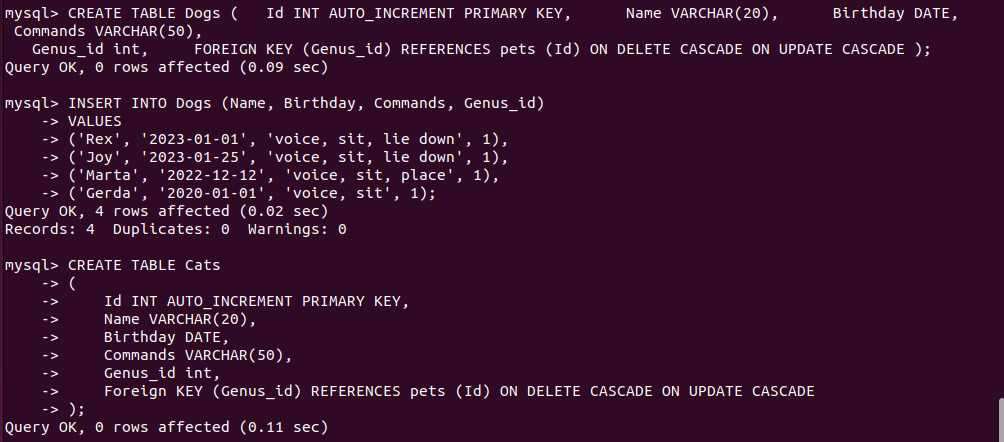 mysql> CREATE TABLE Dogs (   Id INT AUTO_INCREMENT PRIMARY KEY,      Name VARCHAR(20),      Birthday DATE,
 Commands VARCHAR(50),
   Genus_id int,     FOREIGN KEY (Genus_id) REFERENCES pets (Id) ON DELETE CASCADE ON UPDATE CASCADE );
Query OK, 0 rows affected (0.09 sec)

mysql> INSERT INTO Dogs (Name, Birthday, Commands, Genus_id)
    -> VALUES
    -> ('Rex', '2023-01-01', 'voice, sit, lie down', 1),
    -> ('Joy', '2023-01-25', 'voice, sit, lie down', 1),
    -> ('Marta', '2022-12-12', 'voice, sit, place', 1),
    -> ('Gerda', '2020-01-01', 'voice, sit', 1);
Query OK, 4 rows affected (0.02 sec)
Records: 4  Duplicates: 0  Warnings: 0

mysql> CREATE TABLE Cats
    -> (
    ->     Id INT AUTO_INCREMENT PRIMARY KEY,
    ->     Name VARCHAR(20),
    ->     Birthday DATE,
    ->     Commands VARCHAR(50),
    ->     Genus_id int,
    ->     Foreign KEY (Genus_id) REFERENCES pets (Id) ON DELETE CASCADE ON UPDATE CASCADE
    -> );
Query OK, 0 rows affected (0.11 sec)